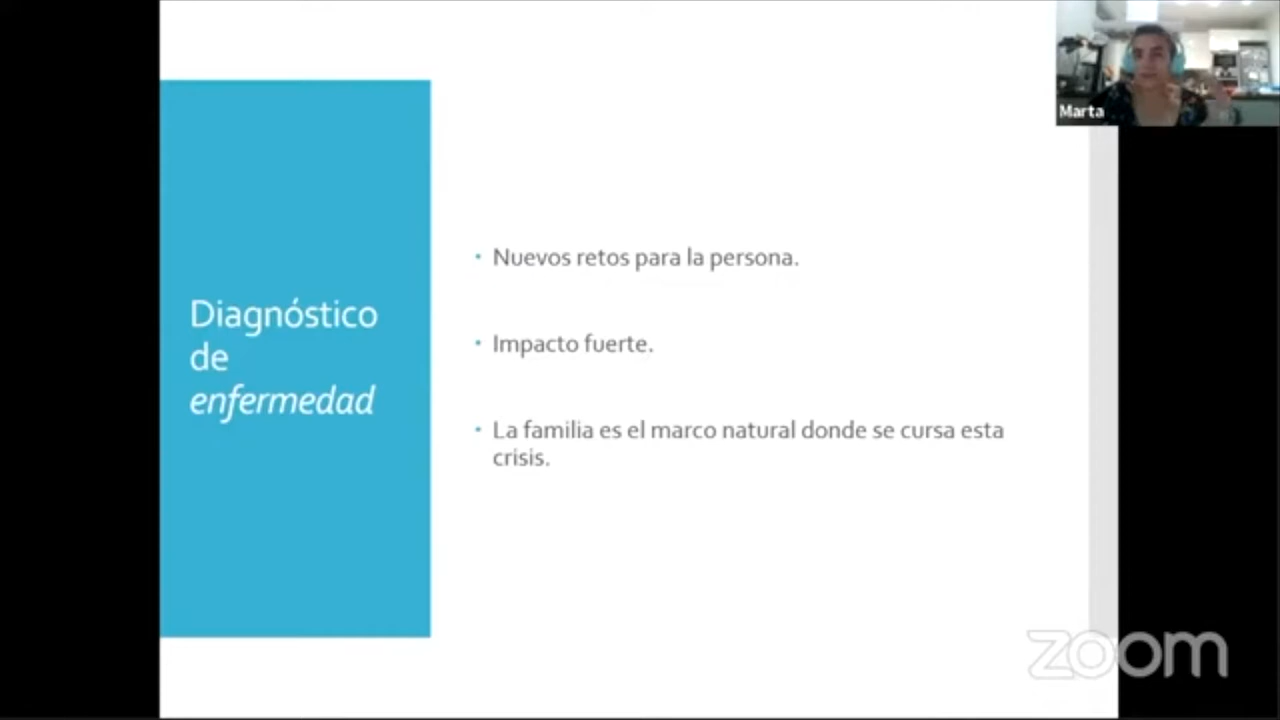 Marta
Diagnóstico
de
enfermedad
• Nuevos retos para la persona.
• Impacto fuerte.
• La familia es el marco natural donde se cursa esta
crisis.
zoom